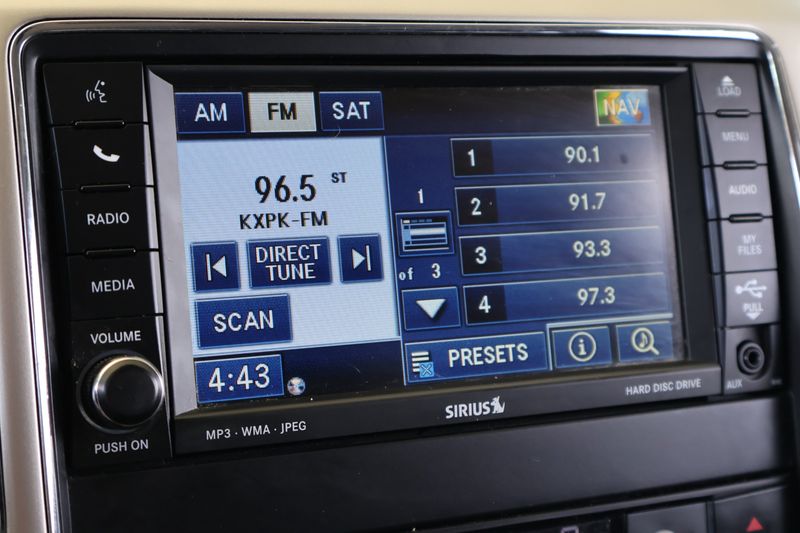 AM FM SAT NAV
96.5 ST
KXPK-FM
DIRECT
TUNE
SCAN
4:43
1
of 3
1 90.1
2 91.7
3 93.3
4 97.3
PRESETS
i
RADIO
MEDIA
VOLUME
PUSH ON
LOAD
MENU
AUDIO
MY
FILES
PULL
AUX
MP3 · WMA · JPEG
SIRIUS
HARD DISC DRIVE